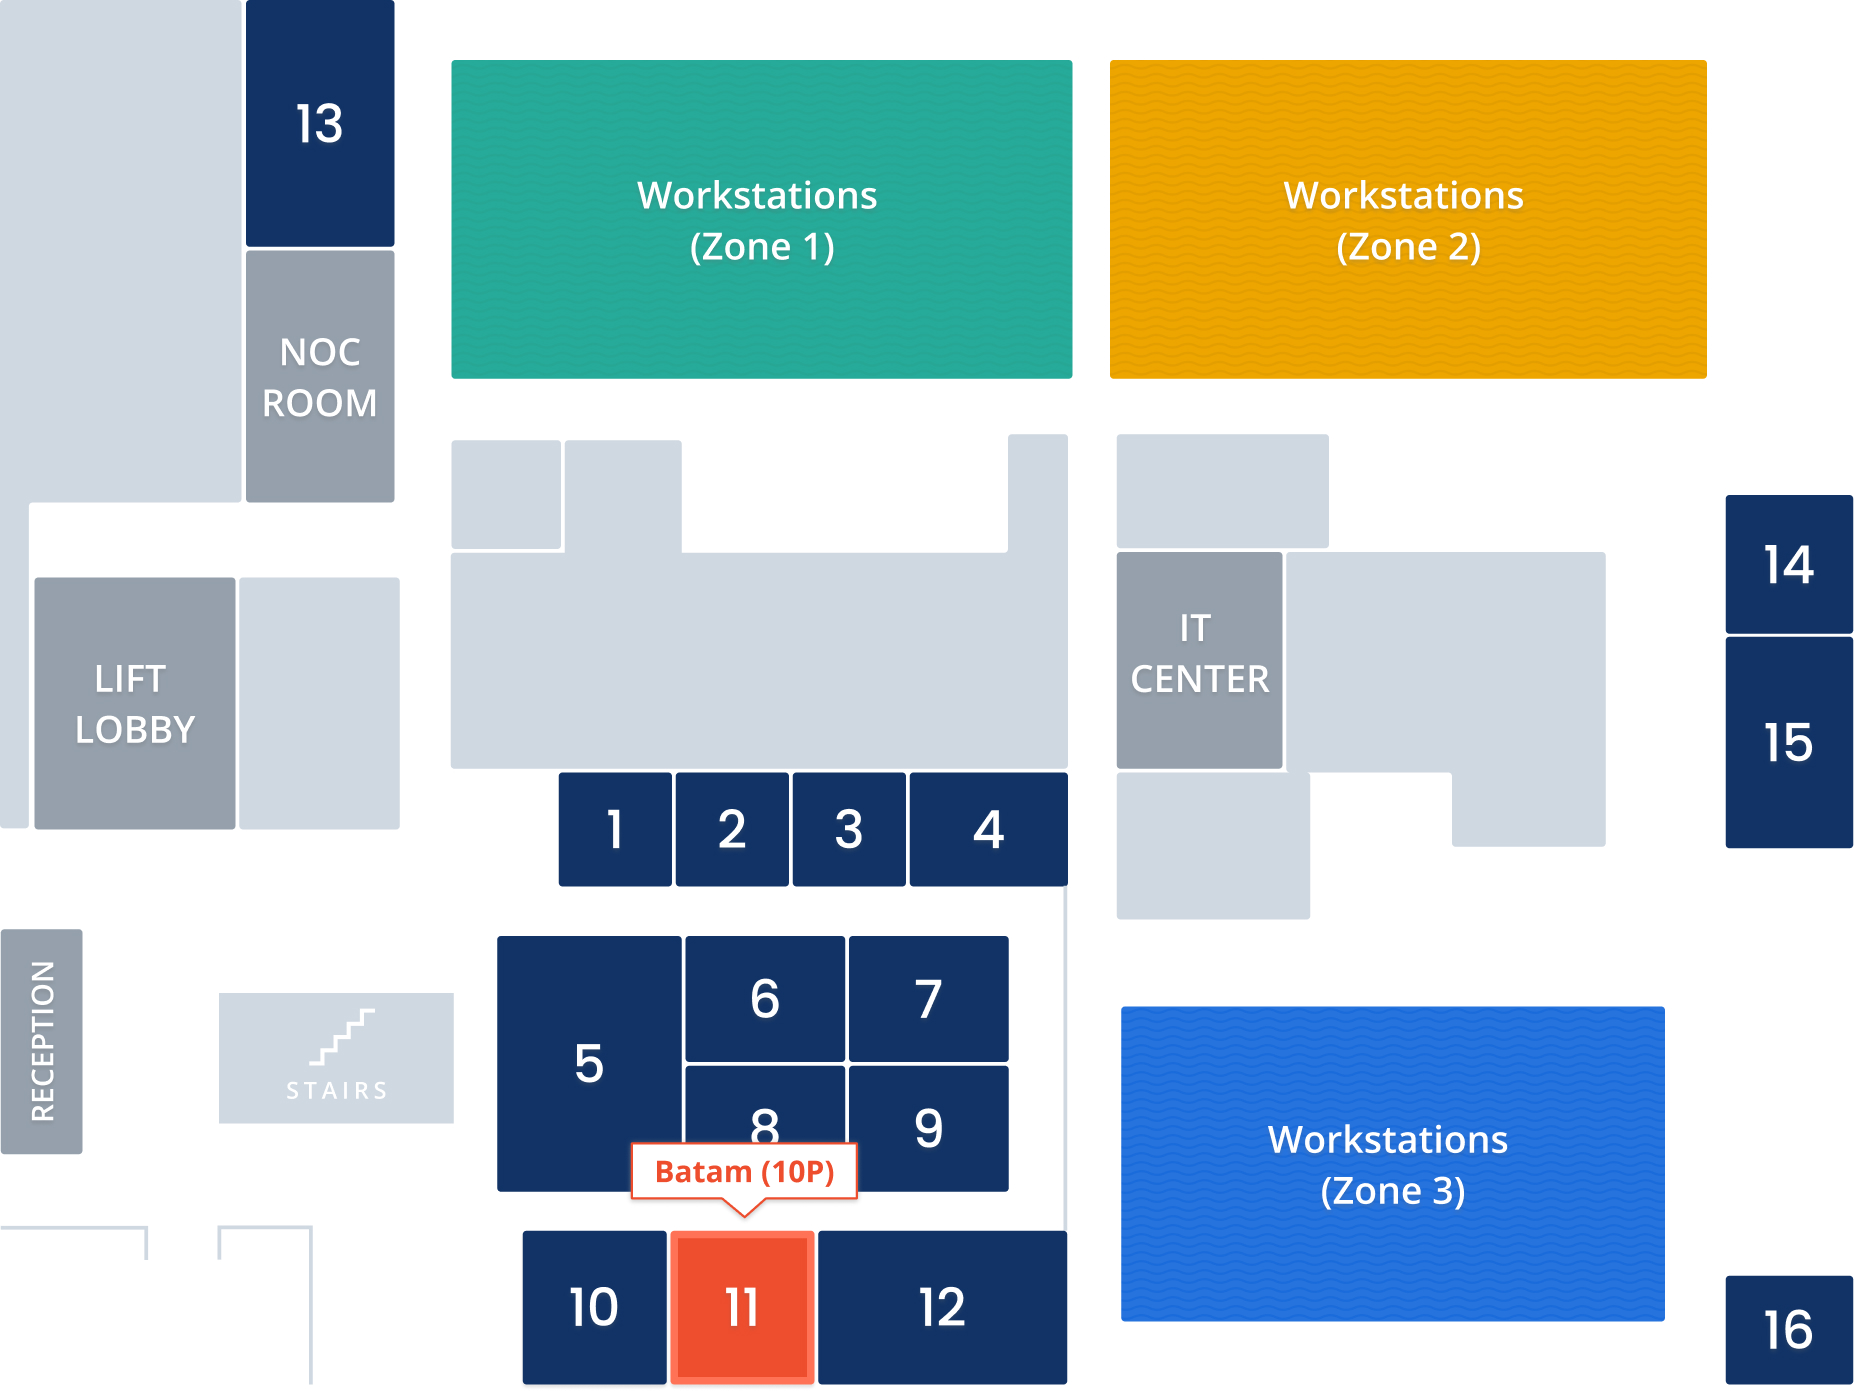 13
Workstations
(Zone 1)
Workstations
(Zone 2)
NOC
ROOM
14
IT
CENTER
LIFT
LOBBY
15
1
2
3
4
RECEPTION
STAIRS
5
6
7
8
9
Batam (10P)
Workstations
(Zone 3)
10
11
12
16